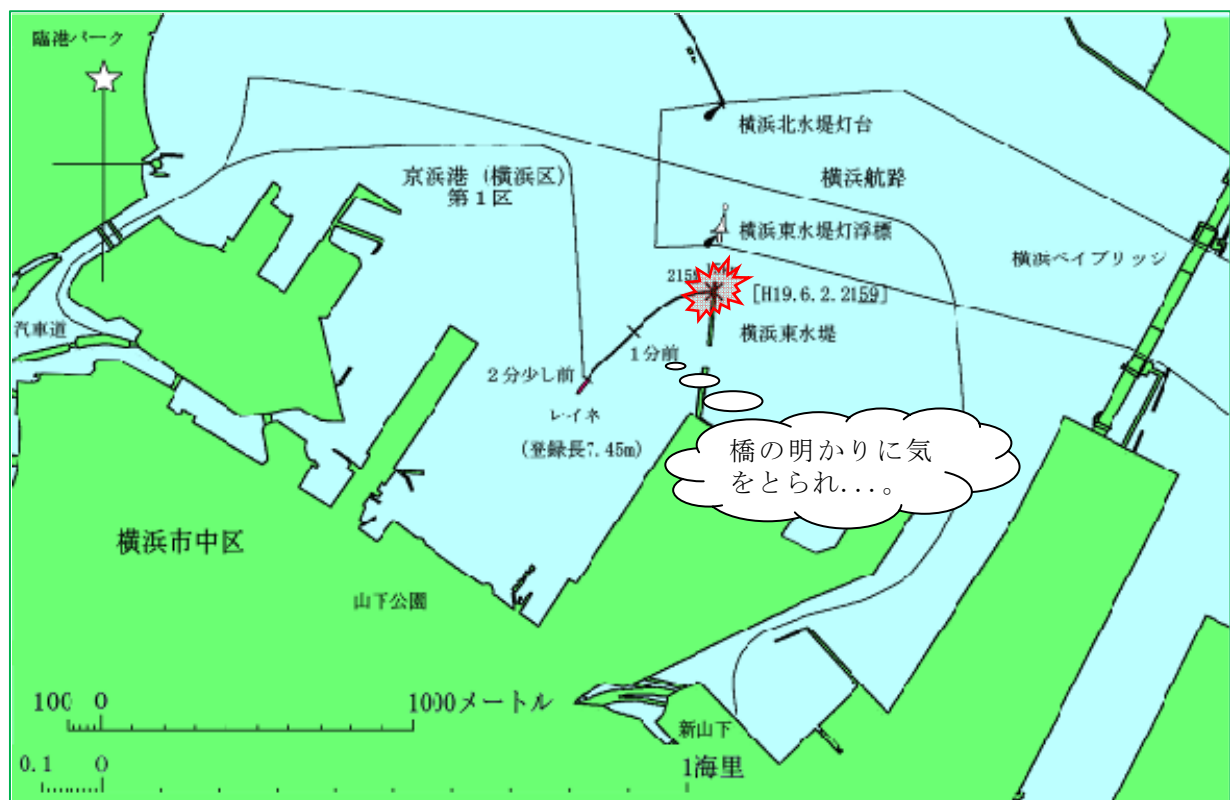 臨港パーク
横浜北水堤灯台
京浜港（横浜区）
第１区
横浜航路
横浜東水堤灯浮標
横浜ベイブリッジ
2159
[H19.6.2.2159]
横浜東水堤
汽車道
１分前
２分少し前
レイネ
(登録長7.45m)
橋の明かりに気
をとられ...。
横浜市中区
山下公園
新山下
100 0 1000メートル
0.1 0 1海里